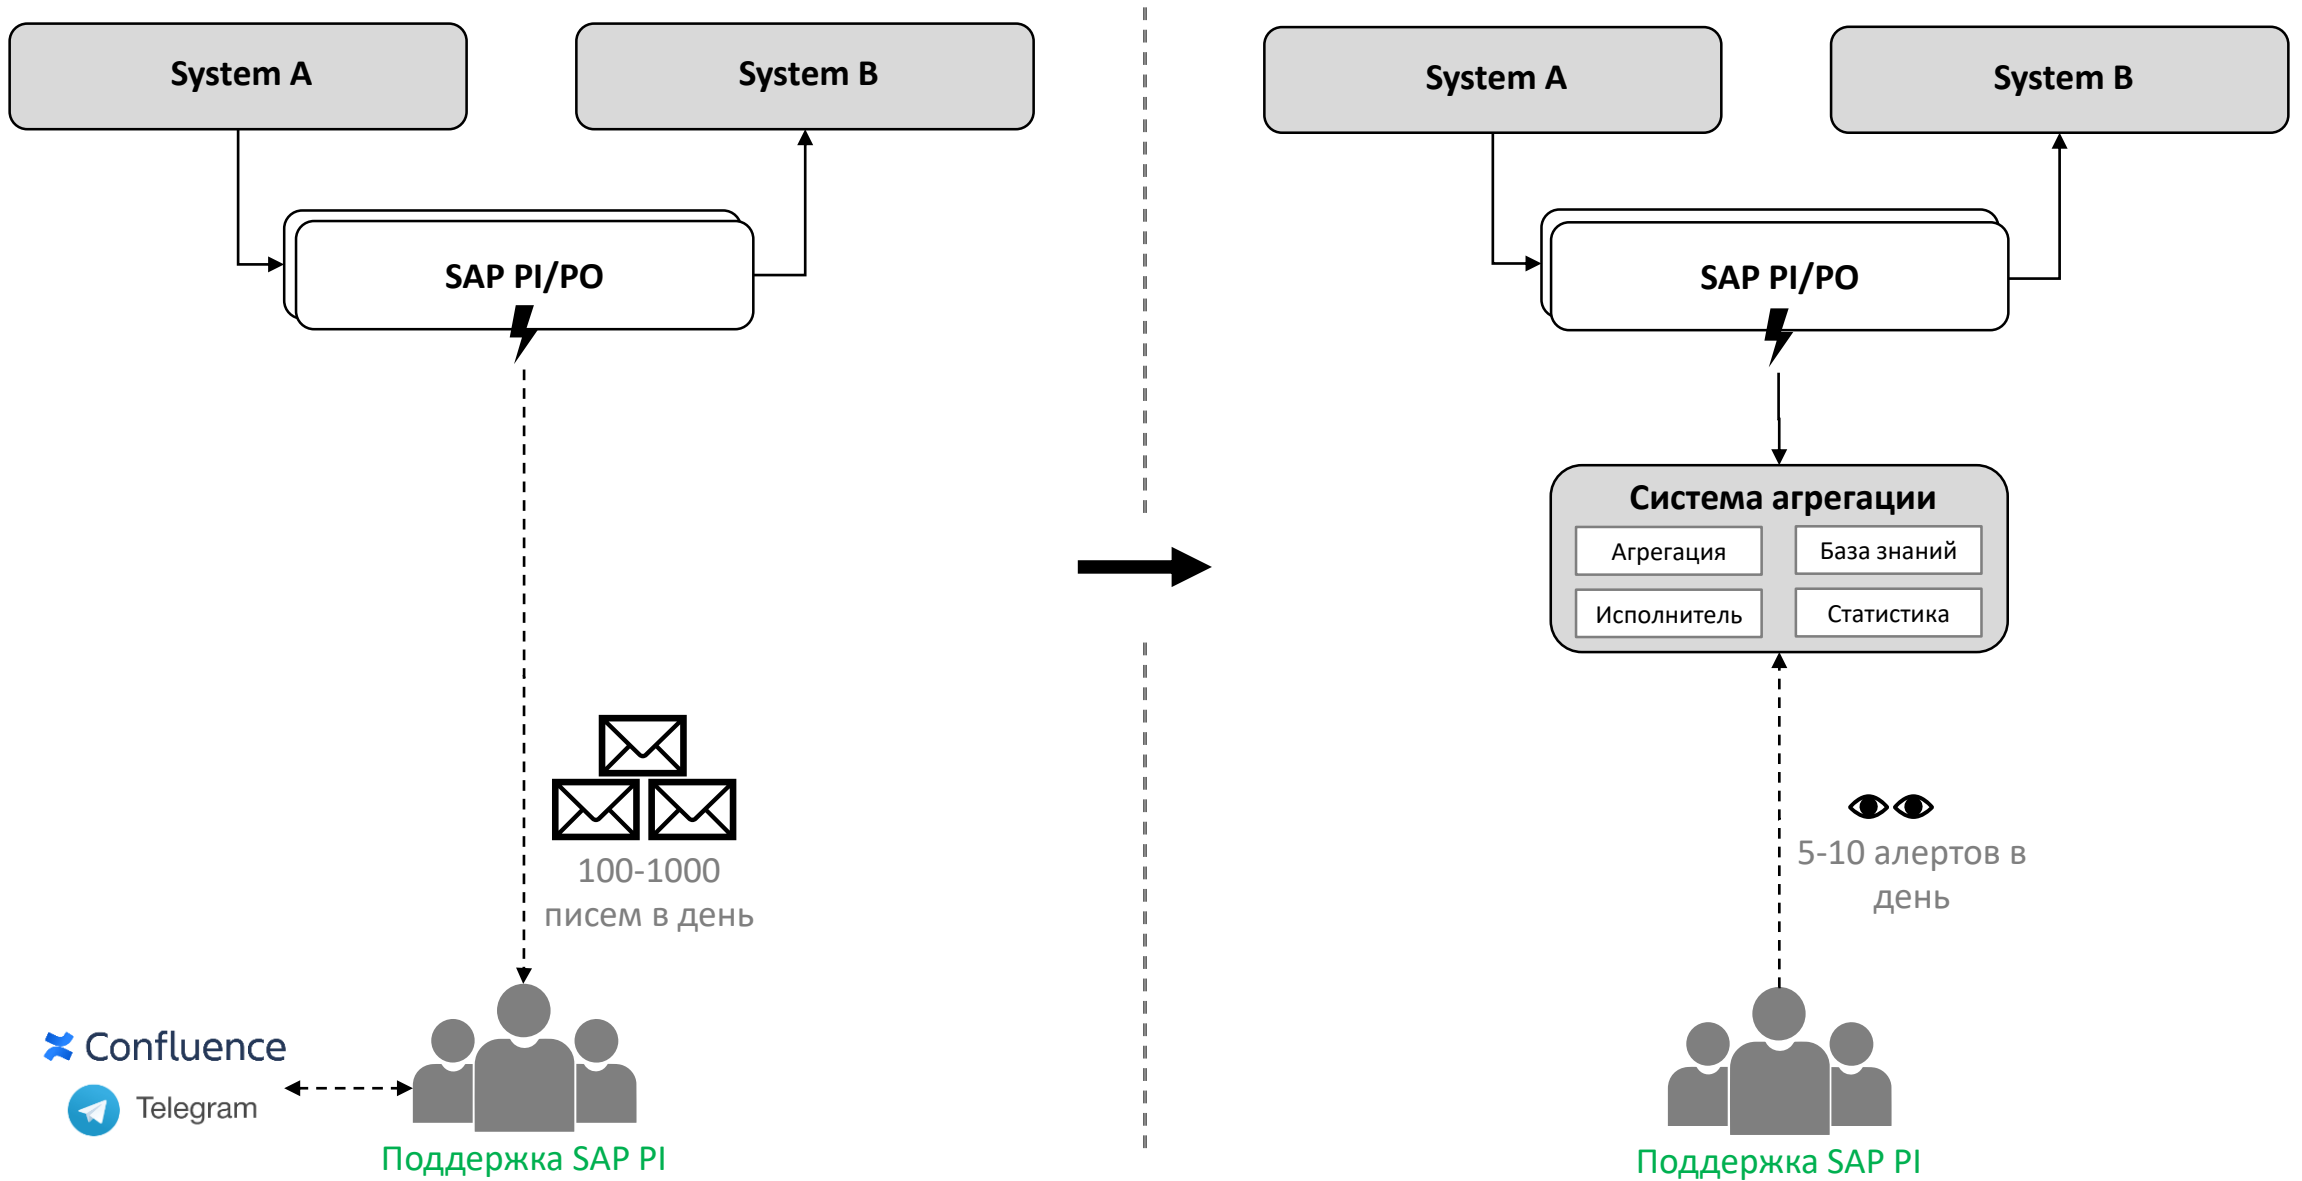 System A
System B
SAP PI/PO
100-1000
писем в день
Confluence
Telegram
Поддержка SAP PI
System A
System B
SAP PI/PO
Система агрегации
Агрегация
База знаний
Исполнитель
Статистика
5-10 алертов в
день
Поддержка SAP PI